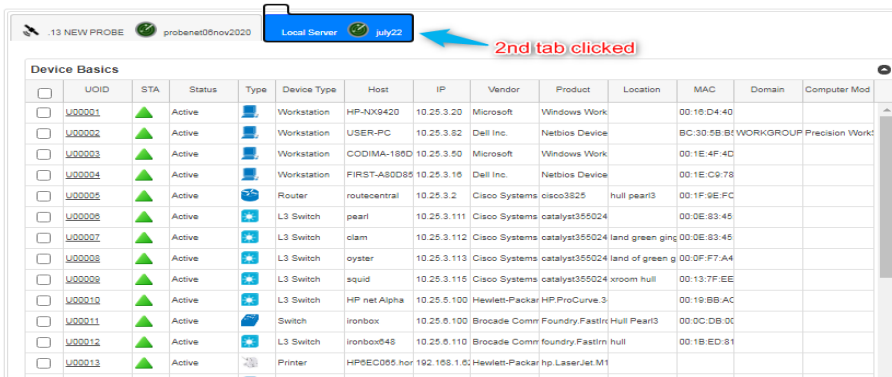 .13 NEW PROBE probenet06nov2020 Local Server july22
2nd tab clicked
Device Basics
UOID STA Status Type Device Type Host IP Vendor Product Location MAC Domain Computer Mod
U00001 Active Workstation HP-NX9420 10.25.3.20 Microsoft Windows Work 00:16:D4:40
U00002 Active Workstation USER-PC 10.25.3.82 Dell Inc. Netbios Device BC:30:5B:B5 WORKGROUP Precision WorkS
U00003 Active Workstation CODIMA-186D 10.25.3.50 Microsoft Windows Work 00:1E:4F:4D
U00004 Active Workstation FIRST-A80D85 10.25.3.16 Dell Inc. Netbios Device 00:1E:C9:78
U00005 Active Router routecentral 10.25.3.2 Cisco Systems cisco3825 hull pearl3 00:1F:9E:FC
U00006 Active L3 Switch pearl 10.25.3.111 Cisco Systems catalyst355024 00:0E:83:45
U00007 Active L3 Switch clam 10.25.3.112 Cisco Systems catalyst355024 land green ging 00:0E:83:45
U00008 Active L3 Switch oyster 10.25.3.113 Cisco Systems catalyst355024 land of green g 00:0F:F7:A4
U00009 Active L3 Switch squid 10.25.3.115 Cisco Systems catalyst355024 xroom hull 00:13:7F:EE
U00010 Active L3 Switch HP net Alpha 10.25.5.100 Hewlett-Packar HP.ProCurve.3 00:19:BB:AC
U00011 Active Switch ironbox 10.25.6.100 Brocade Comm Foundry.FastIro Hull Pearl3 00:0C:DB:00
U00012 Active L3 Switch ironbox648 10.25.6.110 Brocade Comm foundry.FastIrn hull 00:1B:ED:81
U00013 Active Printer HP6EC065.hor 192.168.1.62 Hewlett-Packar hp.LaserJet.M1